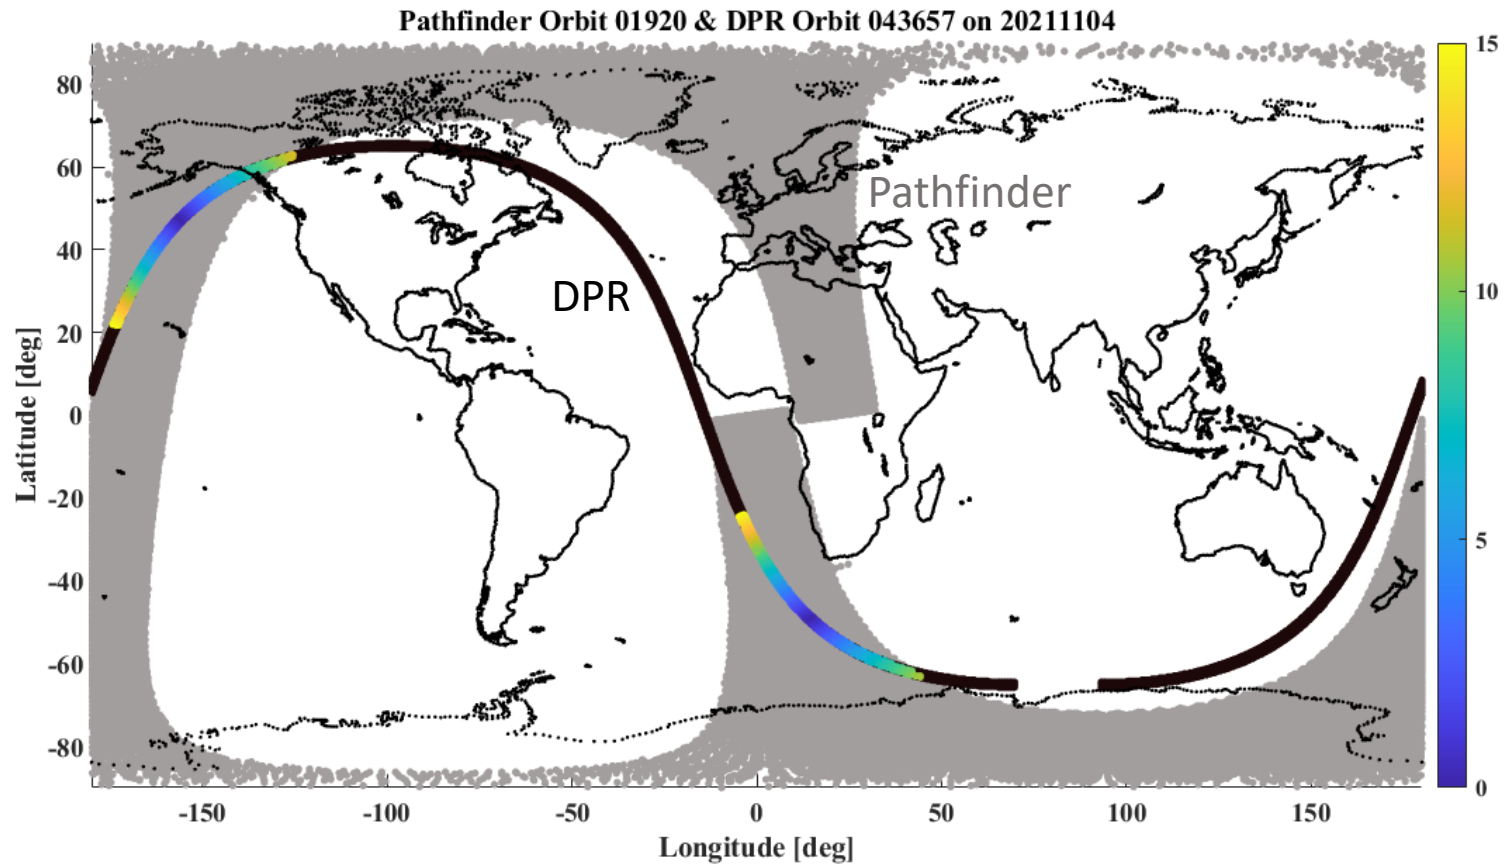 Pathfinder Orbit 01920 & DPR Orbit 043657 on 20211104
15
80
60
Pathfinder
40
DPR
10
20
Latitude [deg]
0
-20
5
-40
-60
-80
0
-150 -100 -50 0 50 100 150
Longitude [deg]